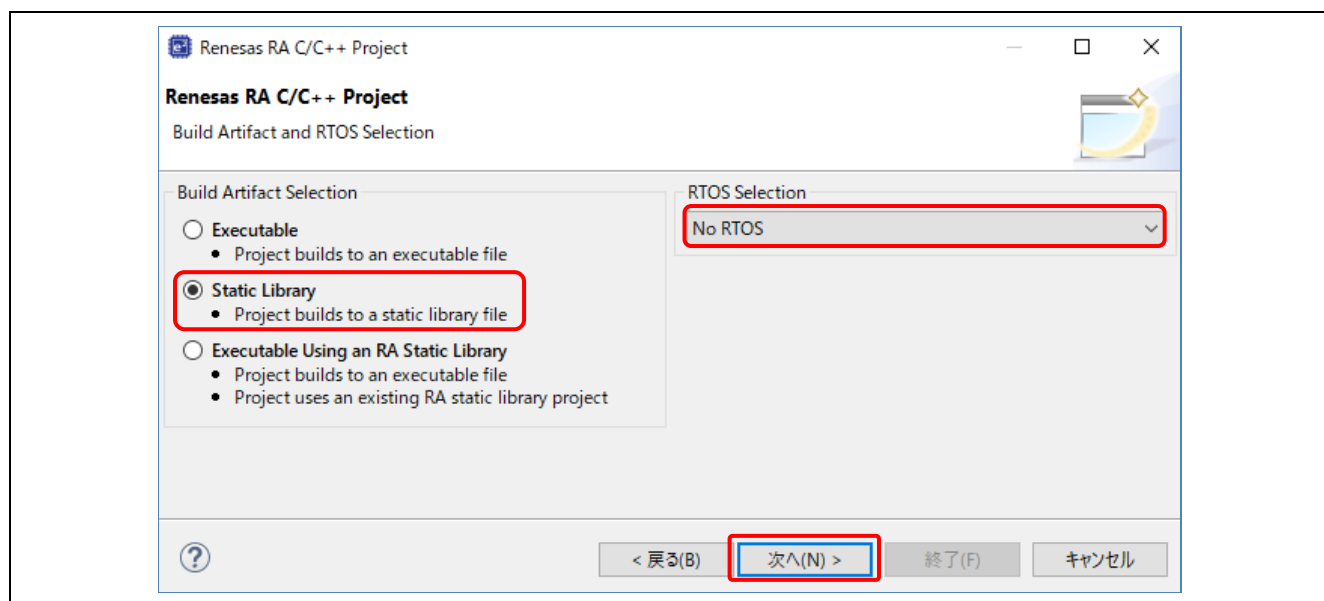 Renesas RA C/C++ Project
Renesas RA C/C++ Project
Build Artifact and RTOS Selection
Build Artifact Selection
Executable
• Project builds to an executable file
Static Library
• Project builds to a static library file
Executable Using an RA Static Library
• Project builds to an executable file
• Project uses an existing RA static library project
RTOS Selection
No RTOS
?
< 戻る(B)
次へ(N) >
終了(F)
キャンセル